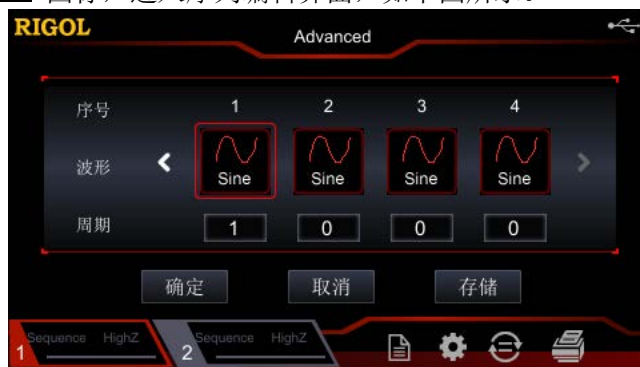 RIGOL
Advanced
序号 1 2 3 4
波形 Sine Sine Sine Sine
周期 1 0 0 0
确定 取消 存储
1 Sequence HighZ 2 Sequence HighZ